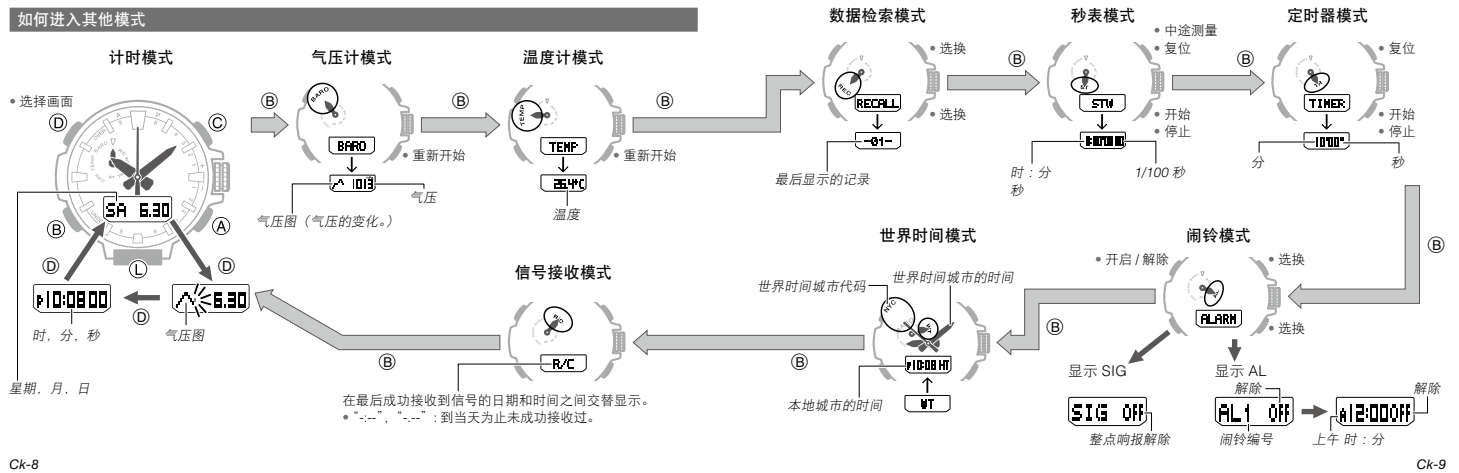 如何进入其他模式
计时模式
• 选择画面
D
C
B
A
L
SA 6.30
D
D
P 10:08 00
D
6.30
时，分，秒
气压图
星期，月，日
B
气压计模式
BARO
BARO
• 重新开始
1013
气压图（气压的变化。）
气压
B
温度计模式
TEMP
TEMP
• 重新开始
26.4°C
温度
B
数据检索模式
• 选换
REC
RECALL
• 选换
-01-
最后显示的记录
B
秒表模式
• 中途测量
• 复位
ST
STW
• 开始
• 停止
时：分
秒
1/100 秒
B
定时器模式
• 复位
TI
TIMER
• 开始
• 停止
10'00"
分
秒
B
闹铃模式
• 开启 / 解除
• 选换
ALARM
• 选换
显示 SIG
显示 AL
SIG Off
整点响报解除
解除
AL1 Off
闹铃编号
解除
A12:00Off
上午 时：分
B
世界时间模式
世界时间城市代码
世界时间城市的时间
NYC
WT
P10:08 HT
本地城市的时间
WT
B
信号接收模式
R/C
R/C
在最后成功接收到信号的日期和时间之间交替显示。
• “-:--”，“-.--”：到当天为止未成功接收过。
B
Ck-8
Ck-9